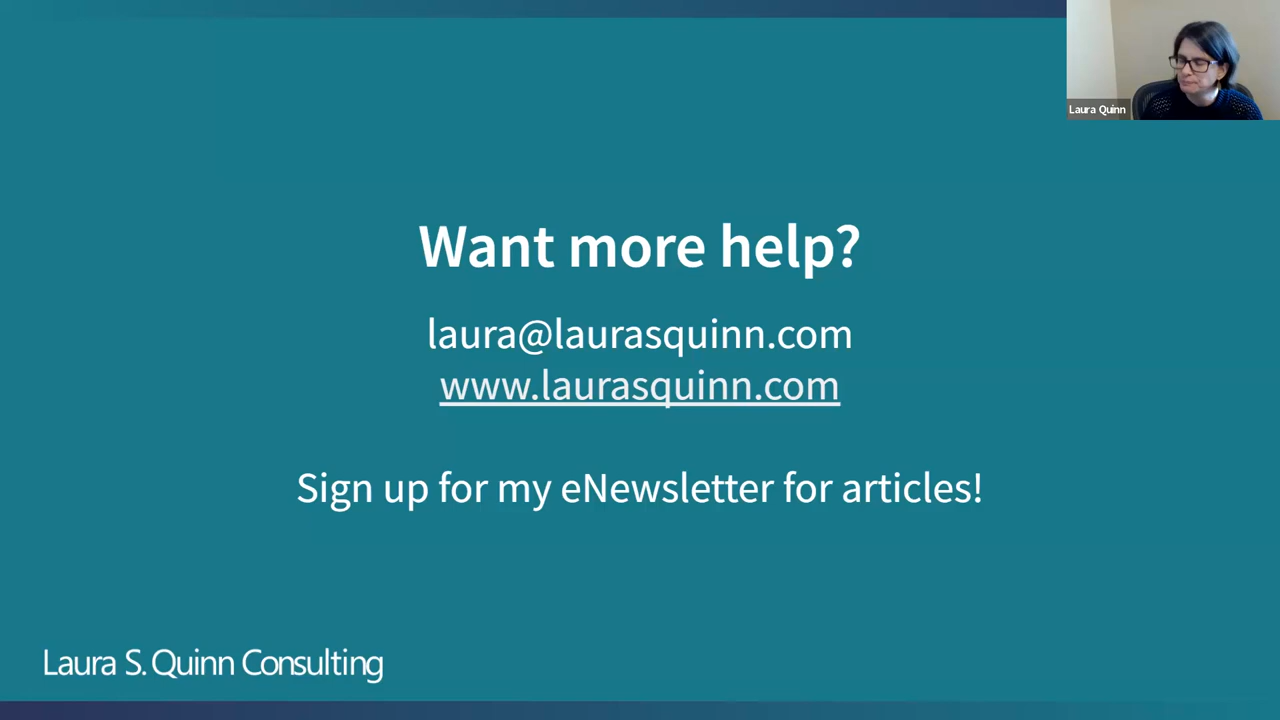 Laura Quinn
Want more help?
laura@laurasquinn.com
www.laurasquinn.com
Sign up for my eNewsletter for articles!
Laura S. Quinn Consulting